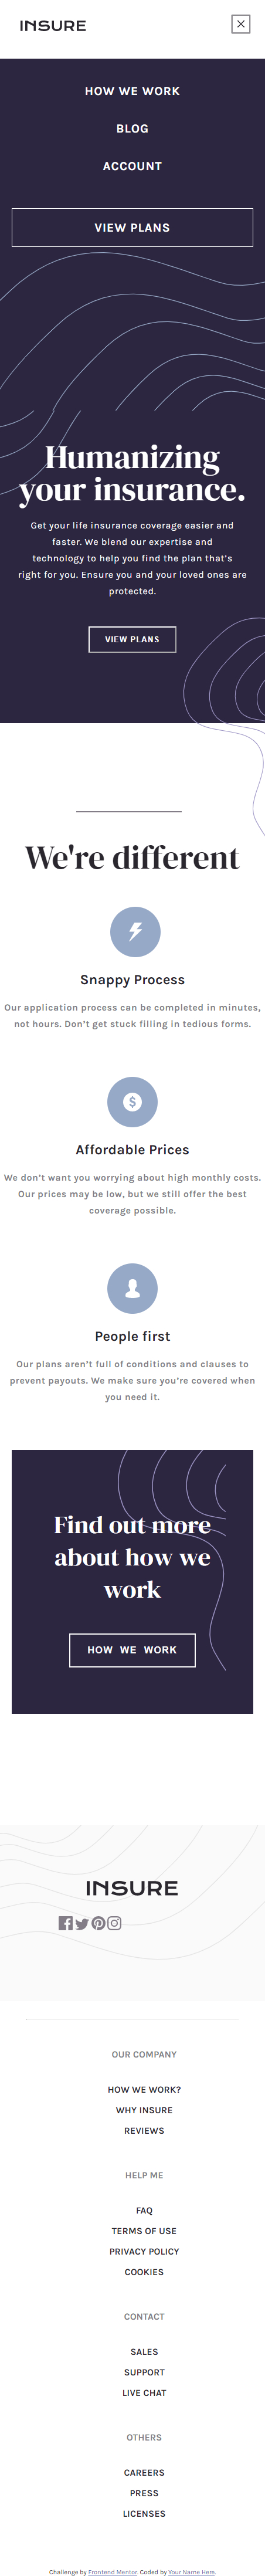 INSURE
HOW WE WORK
BLOG
ACCOUNT
VIEW PLANS
Humanizing
your insurance.
Get your life insurance coverage easier and
faster. We blend our expertise and
technology to help you find the plan that's
right for you. Ensure you and your loved ones are
protected.
VIEW PLANS
We're different
Snappy Process
Our application process can be completed in minutes,
not hours. Don't get stuck filling in tedious forms.
$
Affordable Prices
We don't want you worrying about high monthly costs.
Our prices may be low, but we still offer the best
coverage possible.
People first
Our plans aren't full of conditions and clauses to
prevent payouts. We make sure you're covered when
you need it.
Find out more
about how we
work
HOW WE WORK
INSURE
OUR COMPANY
HOW WE WORK?
WHY INSURE
REVIEWS
HELP ME
FAQ
TERMS OF USE
PRIVACY POLICY
COOKIES
CONTACT
SALES
SUPPORT
LIVE CHAT
OTHERS
CAREERS
PRESS
LICENSES
Challenge by Frontend Mentor. Coded by Your Name Here.